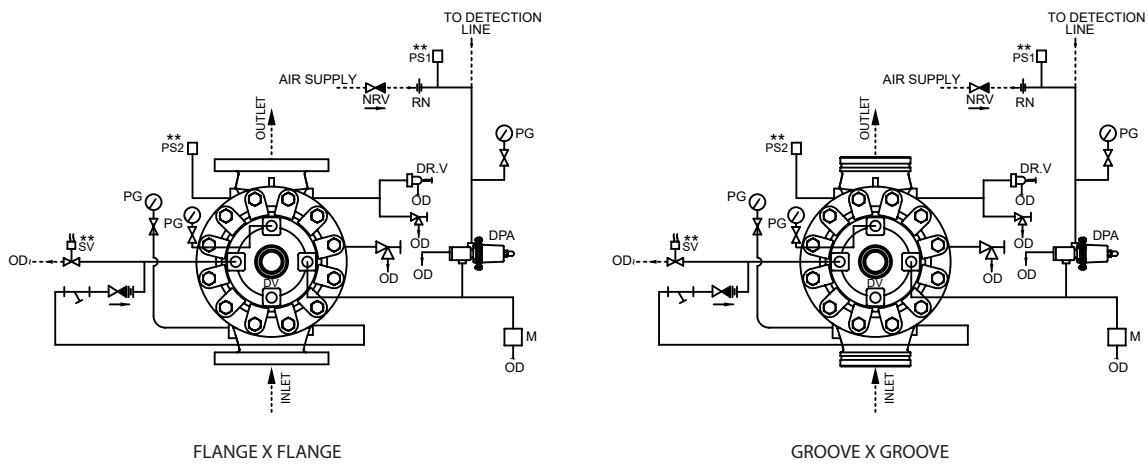 TO DETECTION
LINE
**
PS1
AIR SUPPLY
NRV
RN
OUTLET
PG
**
PS2
DR.V
OD
PG
PG
OD
DPA
**
SV
OD
OD
OD
DV
M
OD
INLET
FLANGE X FLANGE
TO DETECTION
LINE
**
PS1
AIR SUPPLY
NRV
RN
OUTLET
PG
**
PS2
DR.V
OD
PG
PG
OD
DPA
**
SV
OD
OD
OD
DV
M
OD
INLET
GROOVE X GROOVE